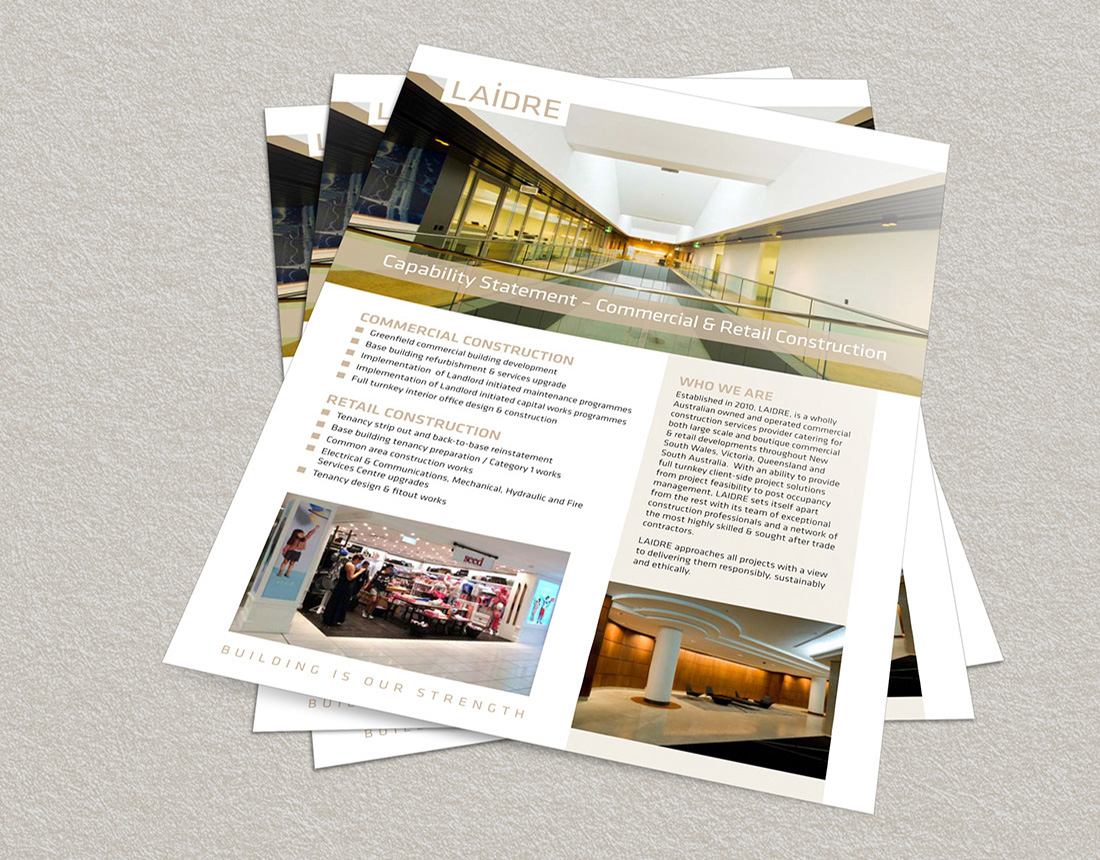 LAIDRE
Capability Statement – Commercial & Retail Construction
COMMERCIAL CONSTRUCTION
Greenfield commercial building development
Base building refurbishment & services upgrade
Implementation of Landlord initiated maintenance programmes
Implementation of Landlord initiated capital works programmes
Full turnkey interior office design & construction
RETAIL CONSTRUCTION
Tenancy strip out and back-to-base reinstatement
Base building tenancy preparation / Category 1 works
Common area construction works
Electrical & Communications, Mechanical, Hydraulic and Fire
Services Centre upgrades
Tenancy design & fitout works
seed
BUILDING IS OUR STRENGTH
WHO WE ARE
Established in 2010, LAIDRE, is a wholly
Australian owned and operated commercial
construction services provider catering for
both large scale and boutique commercial
& retail developments throughout New
South Wales, Victoria, Queensland and
South Australia. With an ability to provide
full turnkey client-side project solutions
from project feasibility to post occupancy
management, LAIDRE sets itself apart
from the rest with its team of exceptional
construction professionals and a network of
the most highly skilled & sought after trade
contractors.
LAIDRE approaches all projects with a view
to delivering them responsibly, sustainably
and ethically.
L
L
BUIL
BUIL